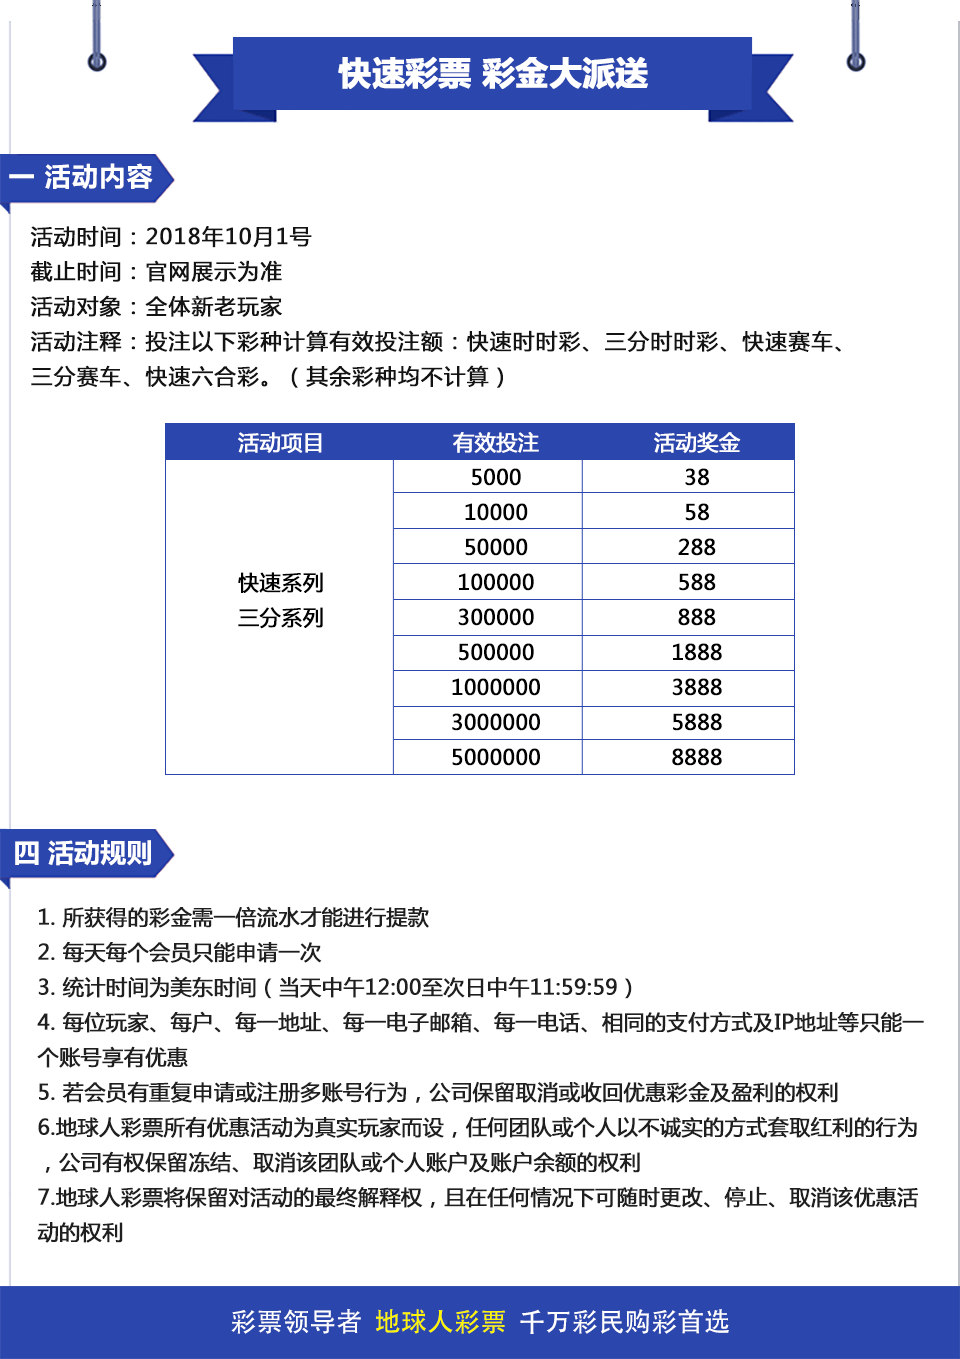 快速彩票 彩金大派送
一 活动内容
活动时间：2018年10月1号
截止时间：官网展示为准
活动对象：全体新老玩家
活动注释：投注以下彩种计算有效投注额：快速时时彩、三分时时彩、快速赛车、
三分赛车、快速六合彩。（其余彩种均不计算）
活动项目 有效投注 活动奖金
5000 38
10000 58
50000 288
快速系列 100000 588
三分系列 300000 888
500000 1888
1000000 3888
3000000 5888
5000000 8888
四 活动规则
1. 所获得的彩金需一倍流水才能进行提款
2. 每天每个会员只能申请一次
3. 统计时间为美东时间（当天中午12:00至次日中午11:59:59）
4. 每位玩家、每户、每一地址、每一电子邮箱、每一电话、相同的支付方式及IP地址等只能一
个账号享有优惠
5. 若会员有重复申请或注册多账号行为，公司保留取消或收回优惠彩金及盈利的权利
6.地球人彩票所有优惠活动为真实玩家而设，任何团队或个人以不诚实的方式套取红利的行为
，公司有权保留冻结、取消该团队或个人账户及账户余额的权利
7.地球人彩票将保留对活动的最终解释权，且在任何情况下可随时更改、停止、取消该优惠活
动的权利
彩票领导者 地球人彩票 千万彩民购彩首选